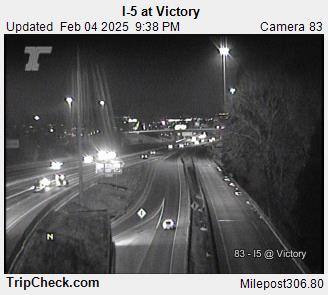 I-5 at Victory
Updated Feb 04 2025 9:38 PM Camera 83
N
83 - I5 @ Victory
TripCheck.com Milepost306.80